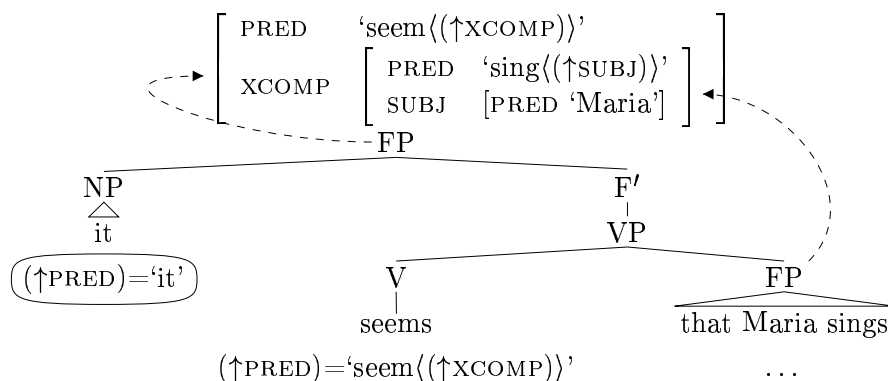 PRED ‘seem⟨(↑XCOMP)⟩’
XCOMP PRED ‘sing⟨(↑SUBJ)⟩’
SUBJ [PRED ‘Maria’]
FP
NP F′
it VP
(↑PRED)=‘it’ V FP
seems that Maria sings
(↑PRED)=‘seem⟨(↑XCOMP)⟩’ ...